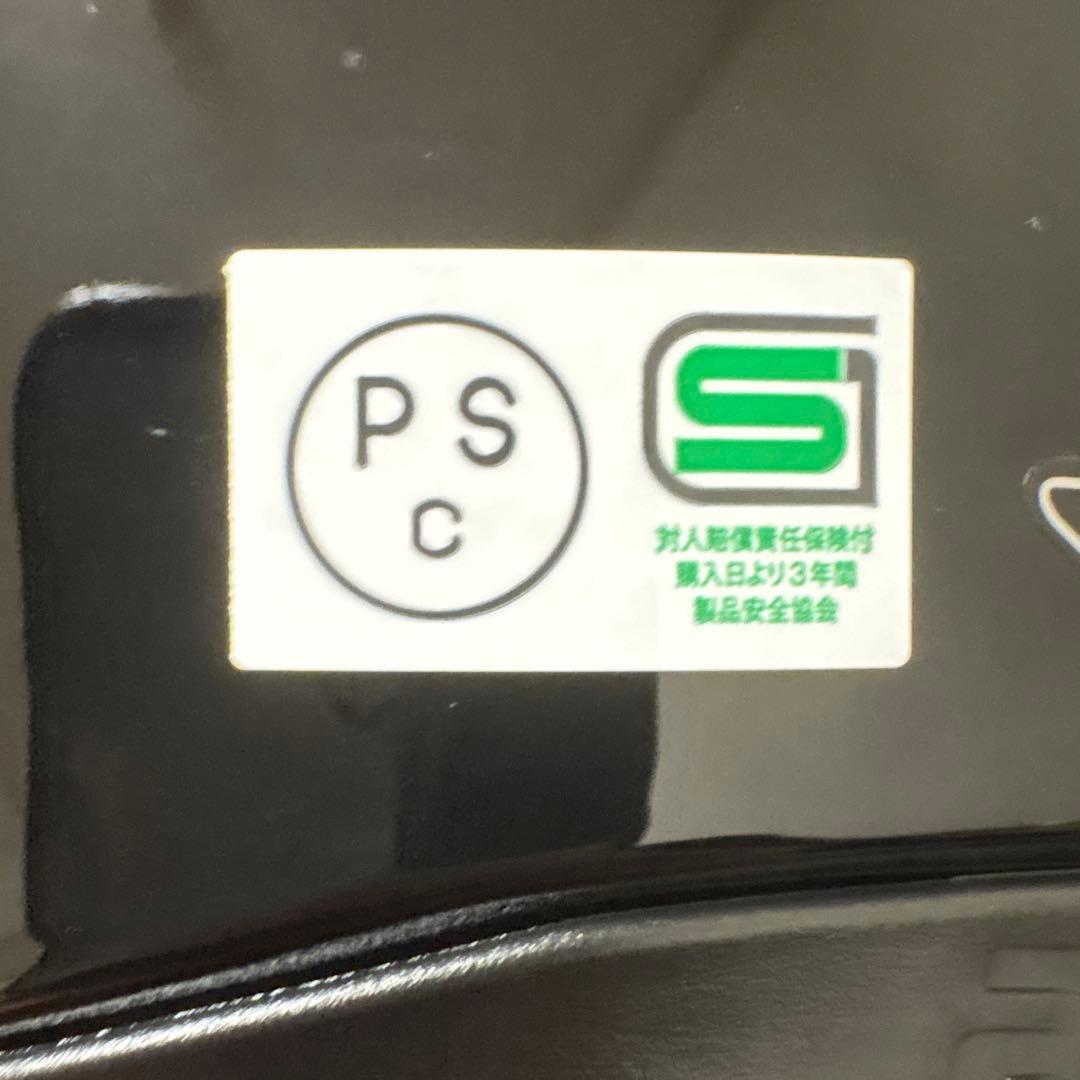 PS
C
SG
対人賠償責任保険付
購入日より3年間
製品安全協会